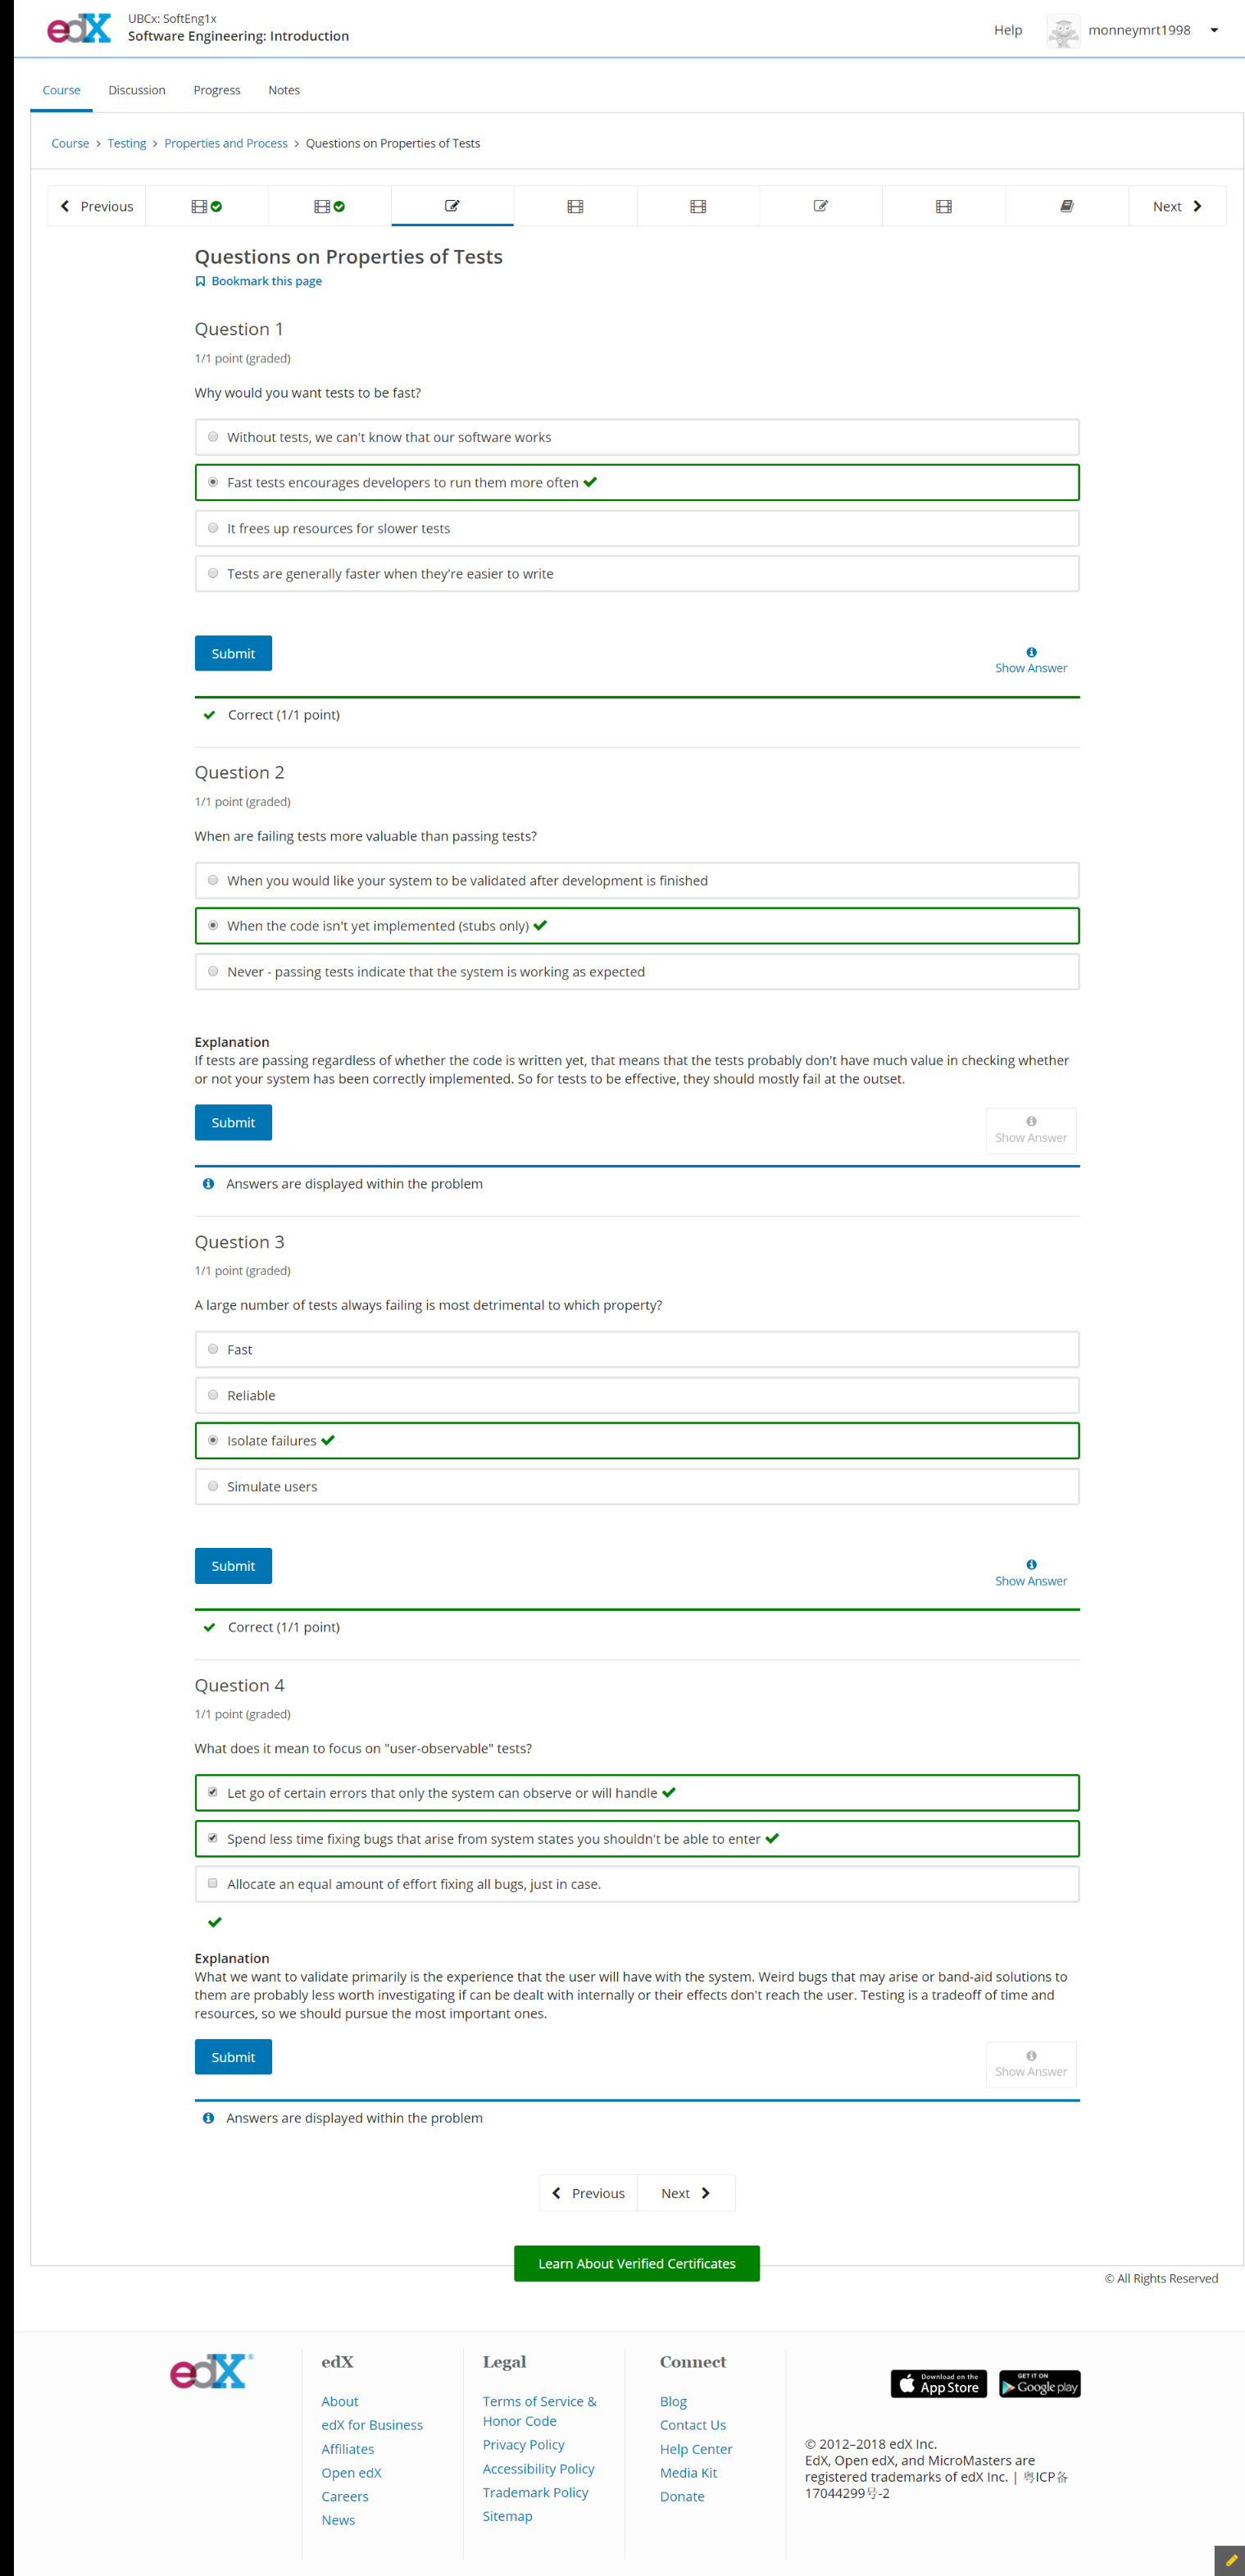 edX
UBCx: SoftEng1x
Software Engineering: Introduction
Help
monneymrt1998
Course Discussion Progress Notes
Course > Testing > Properties and Process > Questions on Properties of Tests
Previous
Next
Questions on Properties of Tests
Bookmark this page
Question 1
1/1 point (graded)
Why would you want tests to be fast?
Without tests, we can't know that our software works
Fast tests encourages developers to run them more often
It frees up resources for slower tests
Tests are generally faster when they're easier to write
Submit
Show Answer
Correct (1/1 point)
Question 2
1/1 point (graded)
When are failing tests more valuable than passing tests?
When you would like your system to be validated after development is finished
When the code isn't yet implemented (stubs only)
Never - passing tests indicate that the system is working as expected
Explanation
If tests are passing regardless of whether the code is written yet, that means that the tests probably don't have much value in checking whether
or not your system has been correctly implemented. So for tests to be effective, they should mostly fail at the outset.
Submit
Show Answer
Answers are displayed within the problem
Question 3
1/1 point (graded)
A large number of tests always failing is most detrimental to which property?
Fast
Reliable
Isolate failures
Simulate users
Submit
Show Answer
Correct (1/1 point)
Question 4
1/1 point (graded)
What does it mean to focus on "user-observable" tests?
Let go of certain errors that only the system can observe or will handle
Spend less time fixing bugs that arise from system states you shouldn't be able to enter
Allocate an equal amount of effort fixing all bugs, just in case.
Explanation
What we want to validate primarily is the experience that the user will have with the system. Weird bugs that may arise or band-aid solutions to
them are probably less worth investigating if can be dealt with internally or their effects don't reach the user. Testing is a tradeoff of time and
resources, so we should pursue the most important ones.
Submit
Show Answer
Answers are displayed within the problem
Previous Next
Learn About Verified Certificates
© All Rights Reserved
edX
edX
About
edX for Business
Affiliates
Open edX
Careers
News
Legal
Terms of Service &
Honor Code
Privacy Policy
Accessibility Policy
Trademark Policy
Sitemap
Connect
Blog
Contact Us
Help Center
Media Kit
Donate
Download on the
App Store
GET IT ON
Google play
© 2012–2018 edX Inc.
EdX, Open edX, and MicroMasters are
registered trademarks of edX Inc. | 粤ICP备
17044299号-2